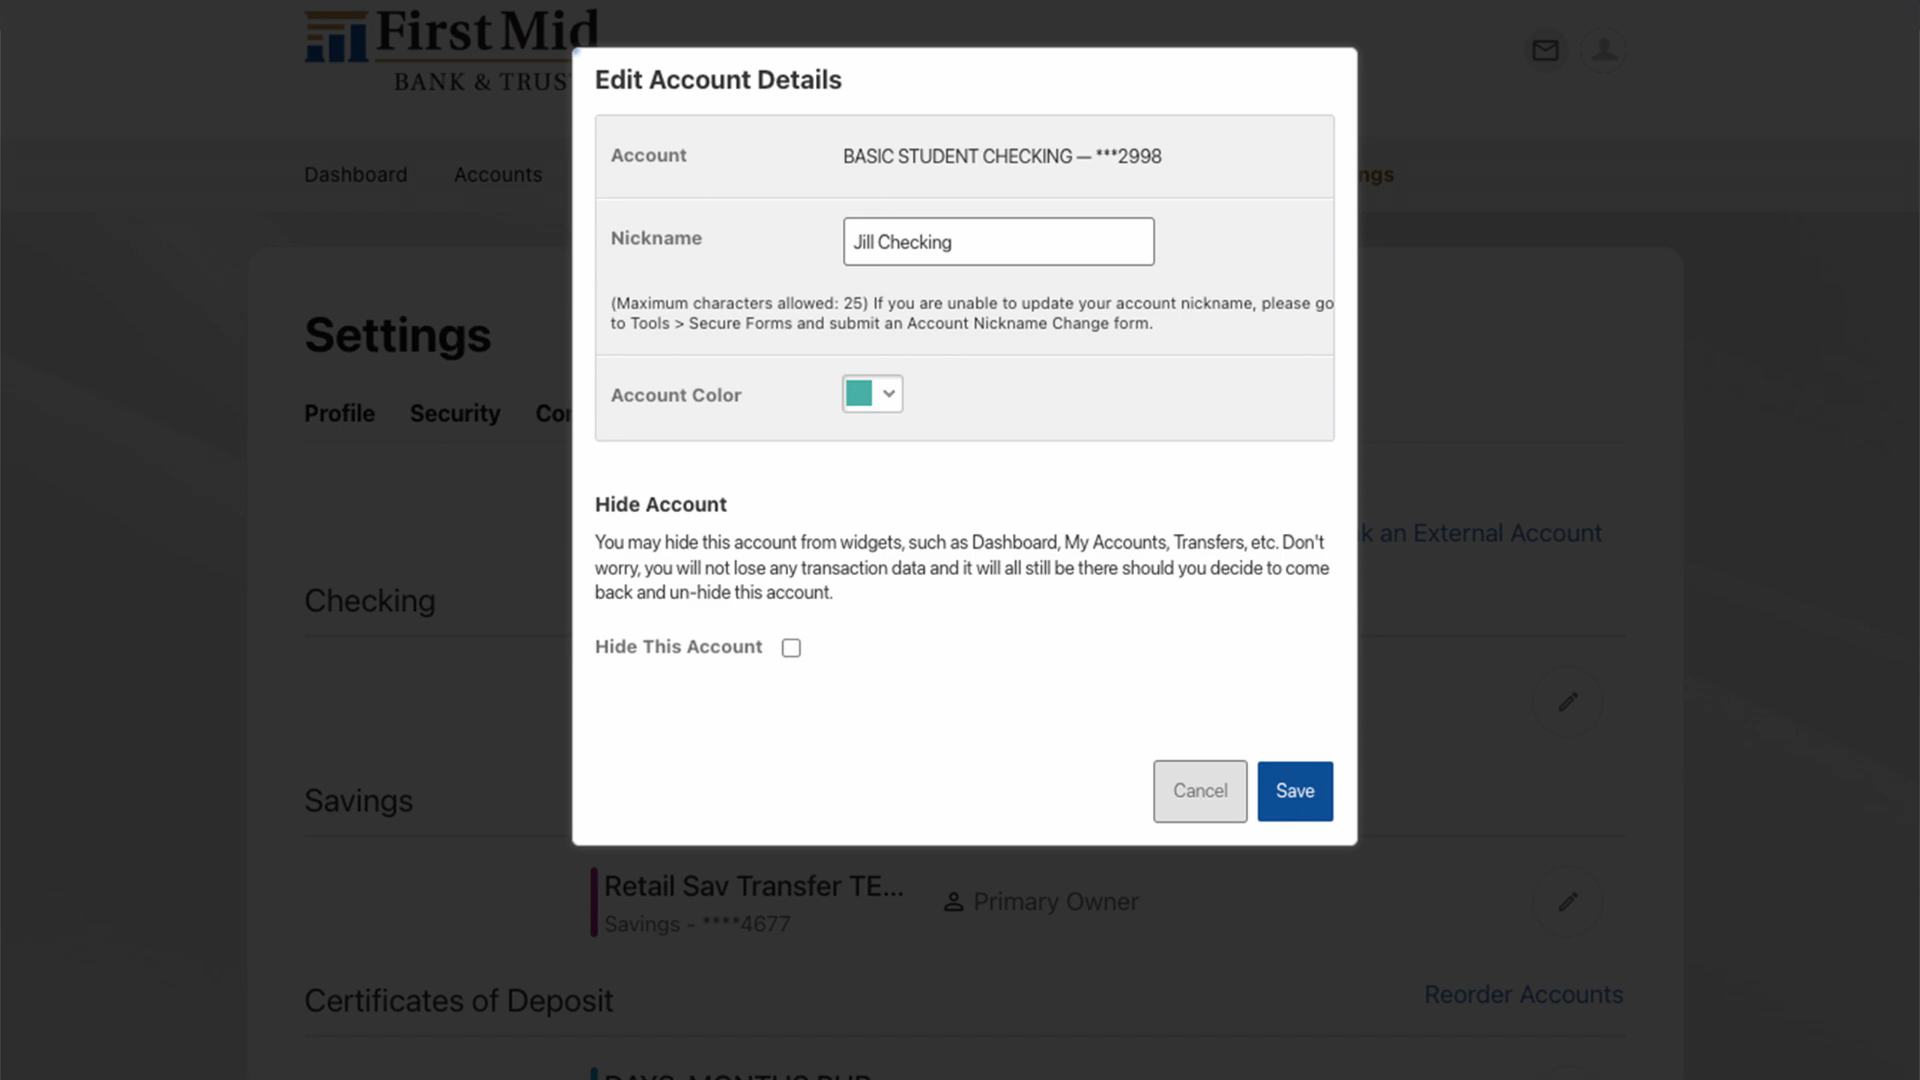 First Mid
BANK & TRUS
Edit Account Details
Account BASIC STUDENT CHECKING — ***2998
Dashboard Accounts ngs
Nickname Jill Checking
(Maximum characters allowed: 25) If you are unable to update your account nickname, please go
to Tools > Secure Forms and submit an Account Nickname Change form.
Settings
Account Color
Profile Security Con
Hide Account
k an External Account
You may hide this account from widgets, such as Dashboard, My Accounts, Transfers, etc. Don't
worry, you will not lose any transaction data and it will all still be there should you decide to come
back and un-hide this account.
Checking
Hide This Account
Cancel Save
Savings
Retail Sav Transfer TE...
Savings - ****4677
Primary Owner
Certificates of Deposit
Reorder Accounts